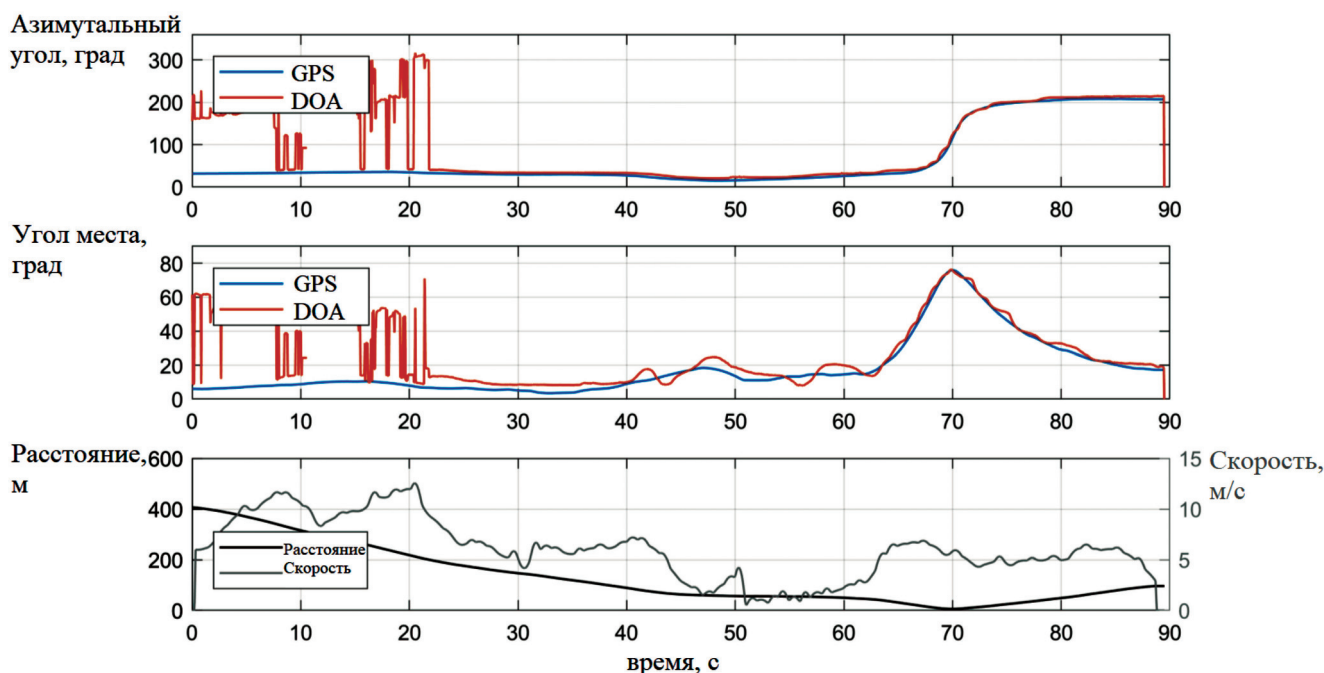 Азимутальный
угол, град
300
200
100
0
GPS
DOA
0 10 20 30 40 50 60 70 80 90
Угол места,
град
80
60
40
20
0
GPS
DOA
0 10 20 30 40 50 60 70 80 90
Расстояние,
м
600
400
200
0
Расстояние
Скорость
15
10
5
0
Скорость,
м/с
0 10 20 30 40 50 60 70 80 90
время, с